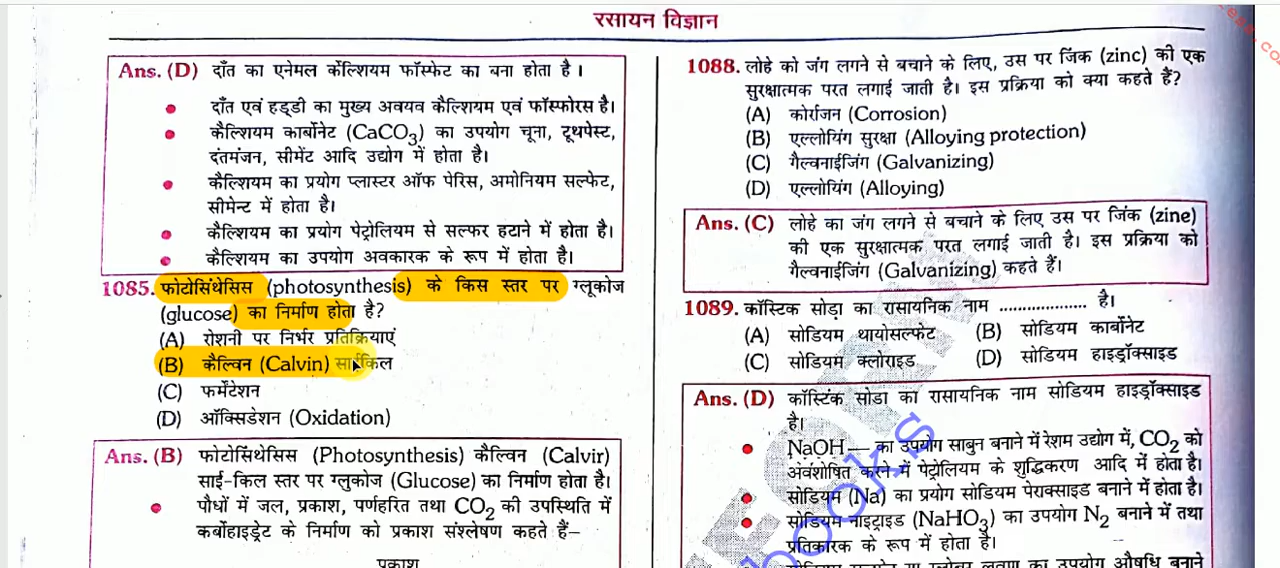 रसायन विज्ञान
Ans. (D) दाँत का एनेमल केल्शियम फॉस्फेट का बना होता है ।
दाँत एवं हड्डी का मुख्य अवयव कैल्शियम एवं फॉस्फोरस है।
कैल्शियम कार्बोनेट (CaCO₃) का उपयोग चूना, टूथपेस्ट,
दंतमंजन, सीमेंट आदि उद्योग में होता है।
कैल्शियम का प्रयोग प्लास्टर ऑफ पेरिस, अमोनियम सल्फेट,
सीमेन्ट में होता है।
कैल्शियम का प्रयोग पेट्रोलियम से सल्फर हटाने में होता है।
कैल्शियम का उपयोग अवकारक के रूप में होता है।
1085. फोटोसिंथेसिस (photosynthesis) के किस स्तर पर ग्लूकोज
(glucose) का निर्माण होता है?
(A) रोशनी पर निर्भर प्रतिक्रियाएं
(B) कैल्विन (Calvin) साईकिल
(C) फर्मेंटेशन
(D) ऑक्सिडेशन (Oxidation)
Ans. (B) फोटोसिंथेसिस (Photosynthesis) कैल्विन (Calvir)
साई-किल स्तर पर ग्लुकोज (Glucose) का निर्माण होता है।
पौधों में जल, प्रकाश, पर्णहरित तथा CO₂ की उपस्थिति में
कर्बोहाइड्रेट के निर्माण को प्रकाश संश्लेषण कहते हैं–
प्रकाश
1088. लोहे को जंग लगने से बचाने के लिए, उस पर जिंक (zinc) की एक
सुरक्षात्मक परत लगाई जाती है। इस प्रक्रिया को क्या कहते हैं?
(A) कोर्राजन (Corrosion)
(B) एल्लोयिंग सुरक्षा (Alloying protection)
(C) गैल्वनाईजिंग (Galvanizing)
(D) एल्लोयिंग (Alloying)
Ans. (C) लोहे का जंग लगने से बचाने के लिए उस पर जिंक (zine)
की एक सुरक्षात्मक परत लगाई जाती है। इस प्रक्रिया को
गैल्वनाईजिंग (Galvanizing) कहते हैं।
1089. कॉस्टिक सोड़ा का रासायनिक नाम .................. है।
(A) सोडियम थायोसल्फेट (B) सोडियम कार्बोनेट
(C) सोडियम क्लोराइड (D) सोडियम हाइड्रॉक्साइड
Ans. (D) कॉस्टिंक सोडा का रासायनिक नाम सोडियम हाइडॉक्साइड
है।
NaOH — का उपयोग साबुन बनाने में रेशम उद्योग में, CO₂ को
अवशोषित करने में पेट्रोलियम के शुद्धिकरण आदि में होता है।
सोडियम (Na) का प्रयोग सोडियम पेराक्साइड बनाने में होता है।
सोडियम नाइट्राइड (NaHO₃) का उपयोग N₂ बनाने में तथा
प्रतिकारक के रूप में होता है।
लवण का उपयोग औषधि बनाने
books